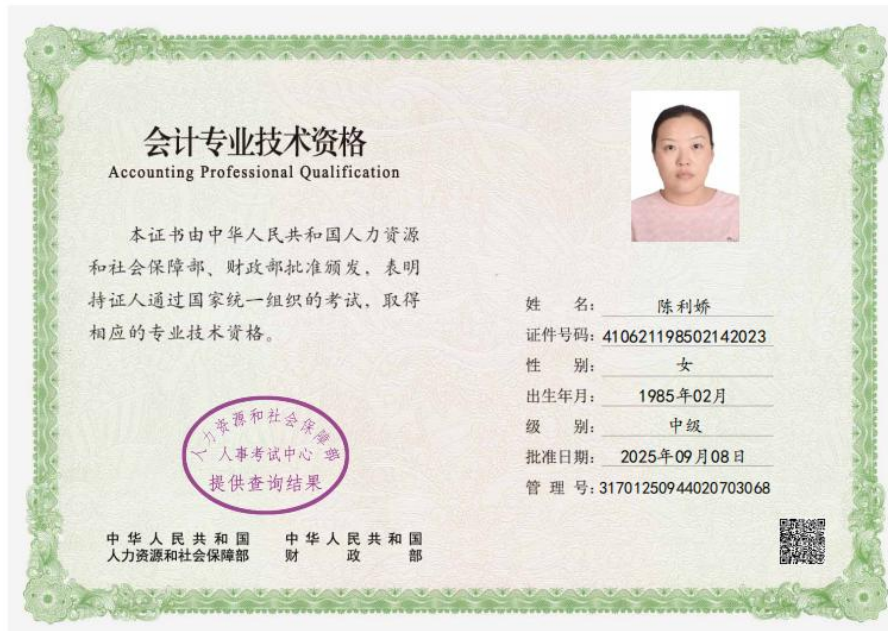 会计专业技术资格
Accounting Professional Qualification
本证书由中华人民共和国人力资源
和社会保障部、财政部批准颁发，表明
持证人通过国家统一组织的考试，取得
相应的专业技术资格。
人力资源和社会保障部
人事考试中心
提供查询结果
中华人民共和国
人力资源和社会保障部
中华人民共和国
财政部
姓名：陈利娇
证件号码：410621198502142023
性别：女
出生年月：1985年02月
级别：中级
批准日期：2025年09月08日
管理号：31701250944020703068